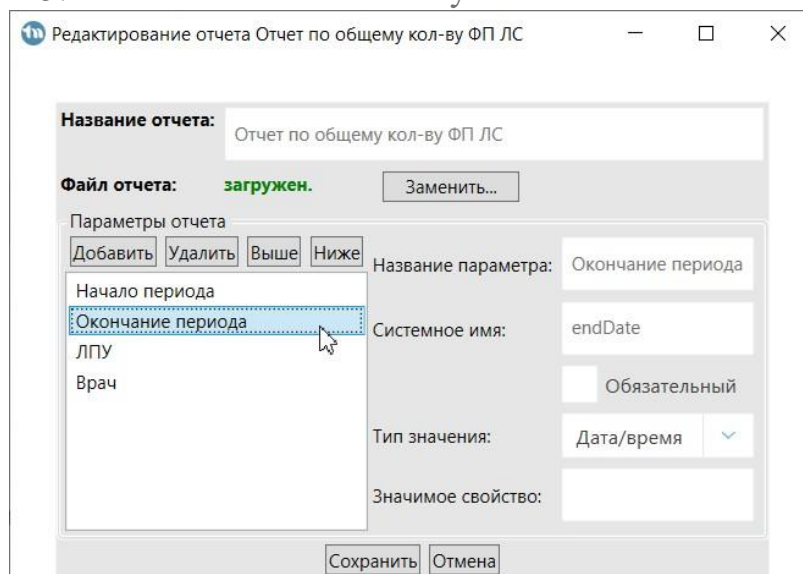 Редактирование отчета Отчет по общему кол-ву ФП ЛС
Название отчета:
Отчет по общему кол-ву ФП ЛС
Файл отчета: загружен. Заменить...
Параметры отчета
Добавить Удалить Выше Ниже
Начало периода
Окончание периода
ЛПУ
Врач
Название параметра: Окончание периода
Системное имя: endDate
Обязательный
Тип значения: Дата/время
Значимое свойство:
Сохранить Отмена